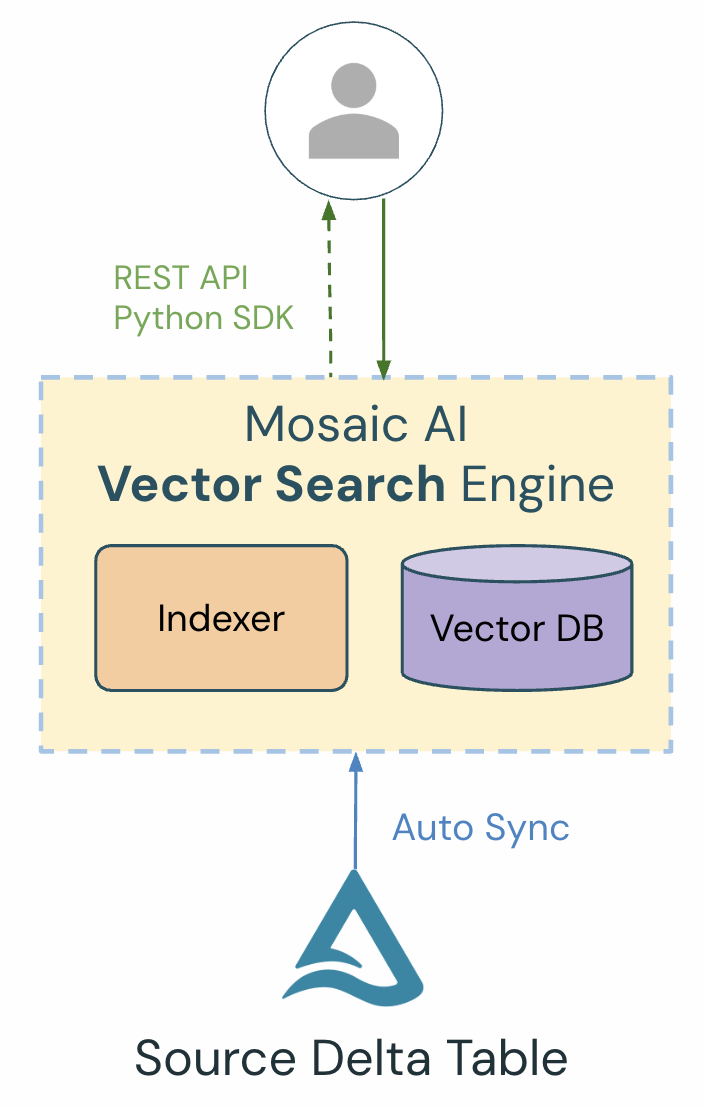 REST API
Python SDK
Mosaic AI
Vector Search Engine
Indexer
Vector DB
Auto Sync
Source Delta Table